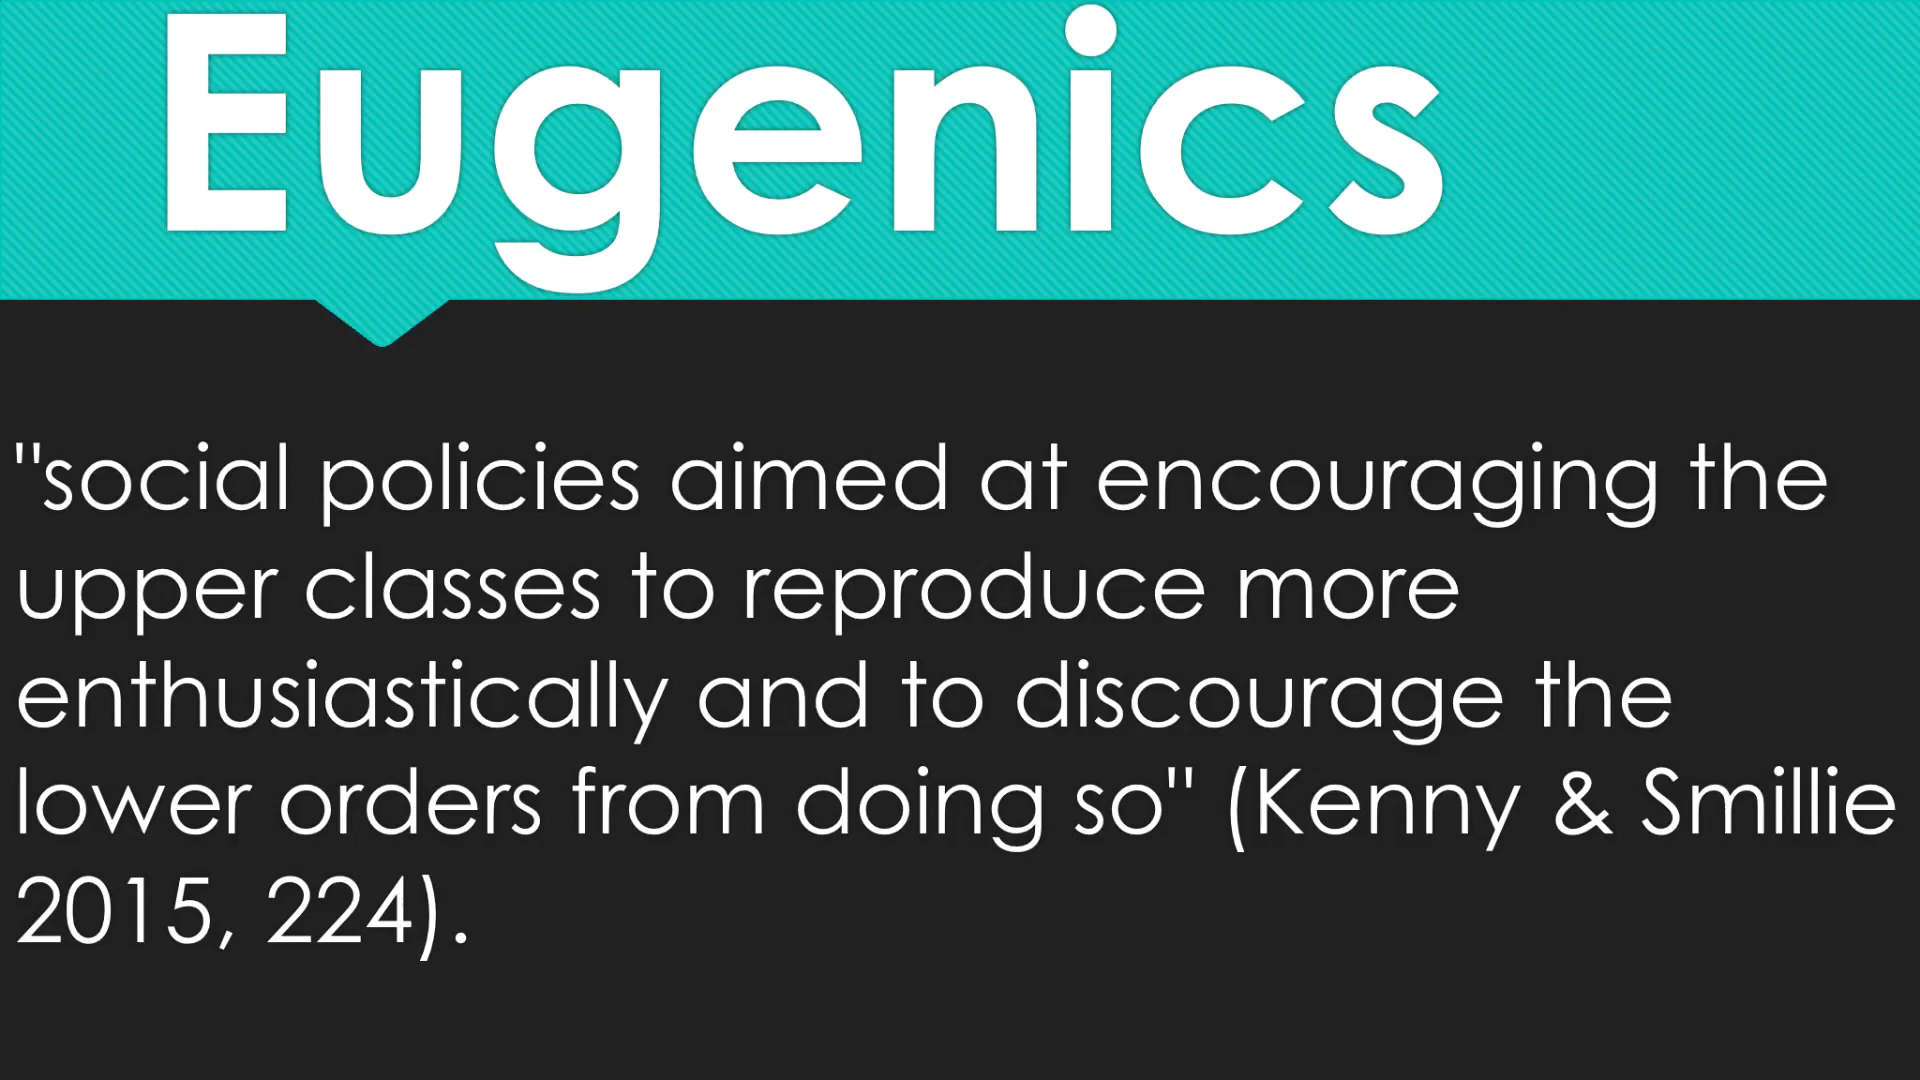 Eugenics
"social policies aimed at encouraging the
upper classes to reproduce more
enthusiastically and to discourage the
lower orders from doing so" (Kenny & Smillie
2015, 224).